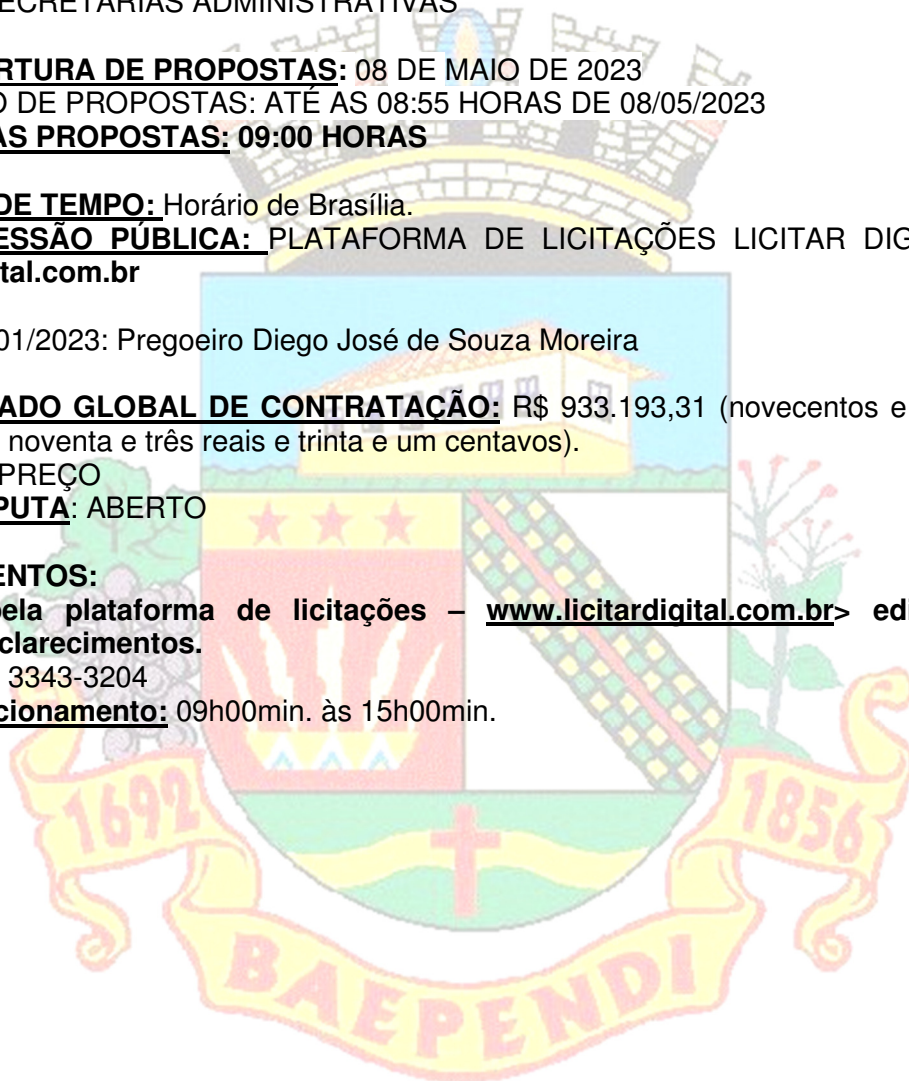 SECRETARIAS ADMINISTRATIVAS
RTURA DE PROPOSTAS: 08 DE MAIO DE 2023
O DE PROPOSTAS: ATÉ AS 08:55 HORAS DE 08/05/2023
AS PROPOSTAS: 09:00 HORAS
DE TEMPO: Horário de Brasília.
ESSÃO PÚBLICA: PLATAFORMA DE LICITAÇÕES LICITAR DIG
tal.com.br
01/2023: Pregoeiro Diego José de Souza Moreira
ADO GLOBAL DE CONTRATAÇÃO: R$ 933.193,31 (novecentos e
noventa e três reais e trinta e um centavos).
PREÇO
PUTA: ABERTO
ENTOS:
pela plataforma de licitações – www.licitardigital.com.br> edi
clarecimentos.
3343-3204
cionamento: 09h00min. às 15h00min.
1692
1856
BAEPENDI